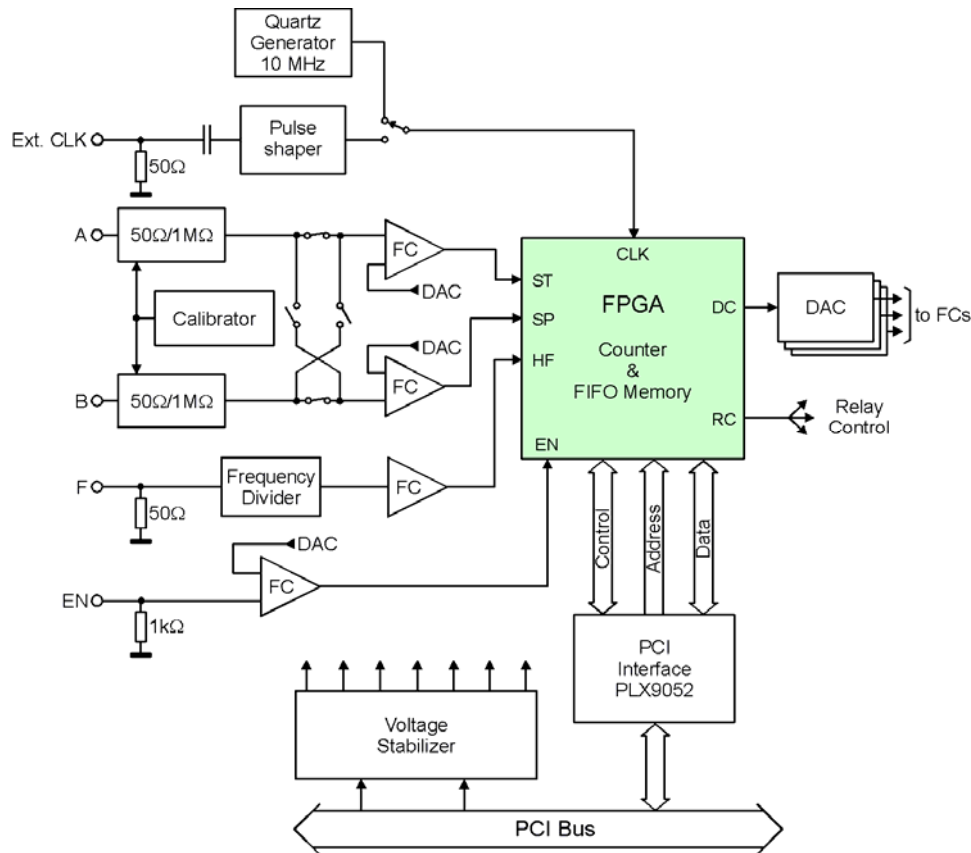 Quartz
Generator
10 MHz
Ext. CLK
50Ω
Pulse
shaper
A
50Ω/1MΩ
FC
DAC
Calibrator
B
50Ω/1MΩ
DAC
FC
CLK
ST
SP
HF
EN
FPGA
Counter
&
FIFO Memory
DC
RC
DAC
to FCs
Relay
Control
F
50Ω
Frequency
Divider
FC
DAC
FC
EN
1kΩ
Control
Address
Data
PCI
Interface
PLX9052
Voltage
Stabilizer
PCI Bus